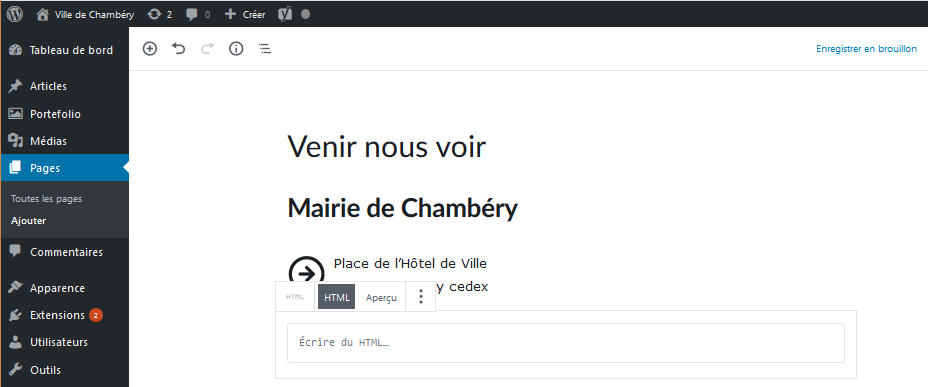 Ville de Chambéry 2 0 Créer
Tableau de bord
Enregistrer en brouillon
Articles
Portefolio
Médias
Pages
Toutes les pages
Ajouter
Commentaires
Apparence
Extensions 2
Utilisateurs
Outils
Venir nous voir
Mairie de Chambéry
Place de l'Hôtel de Ville
y cedex
HTML HTML Aperçu
Écrire du HTML…